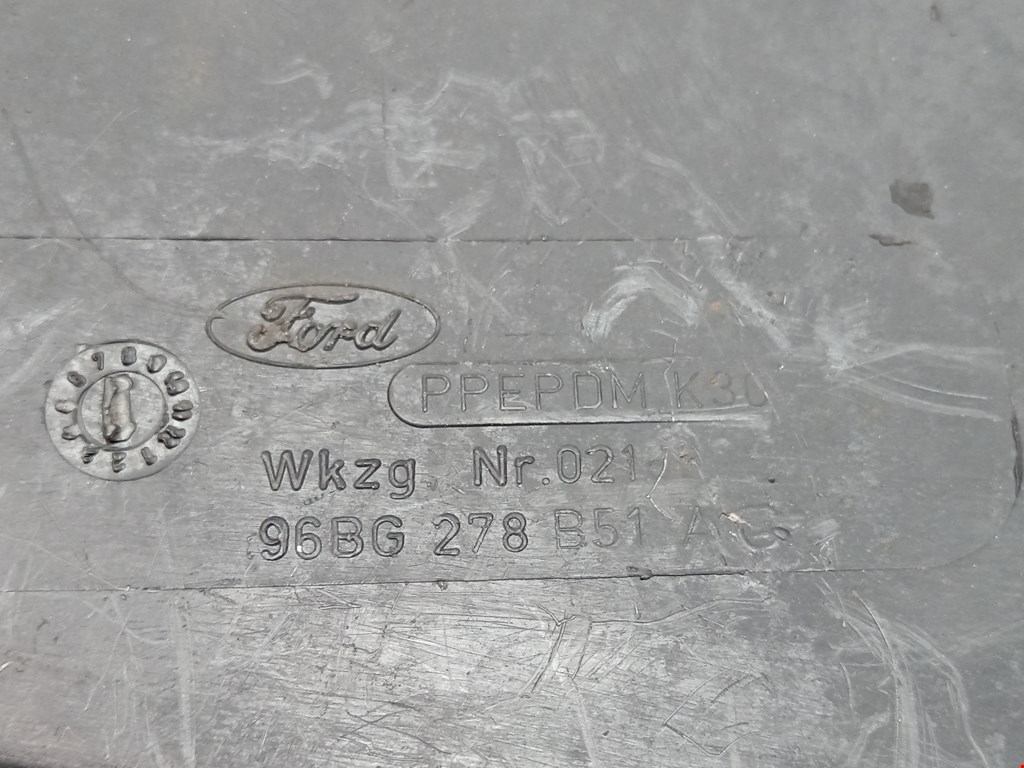 Ford
PPEPDM K30
Wkzg Nr.021
96BG 278 B51 A